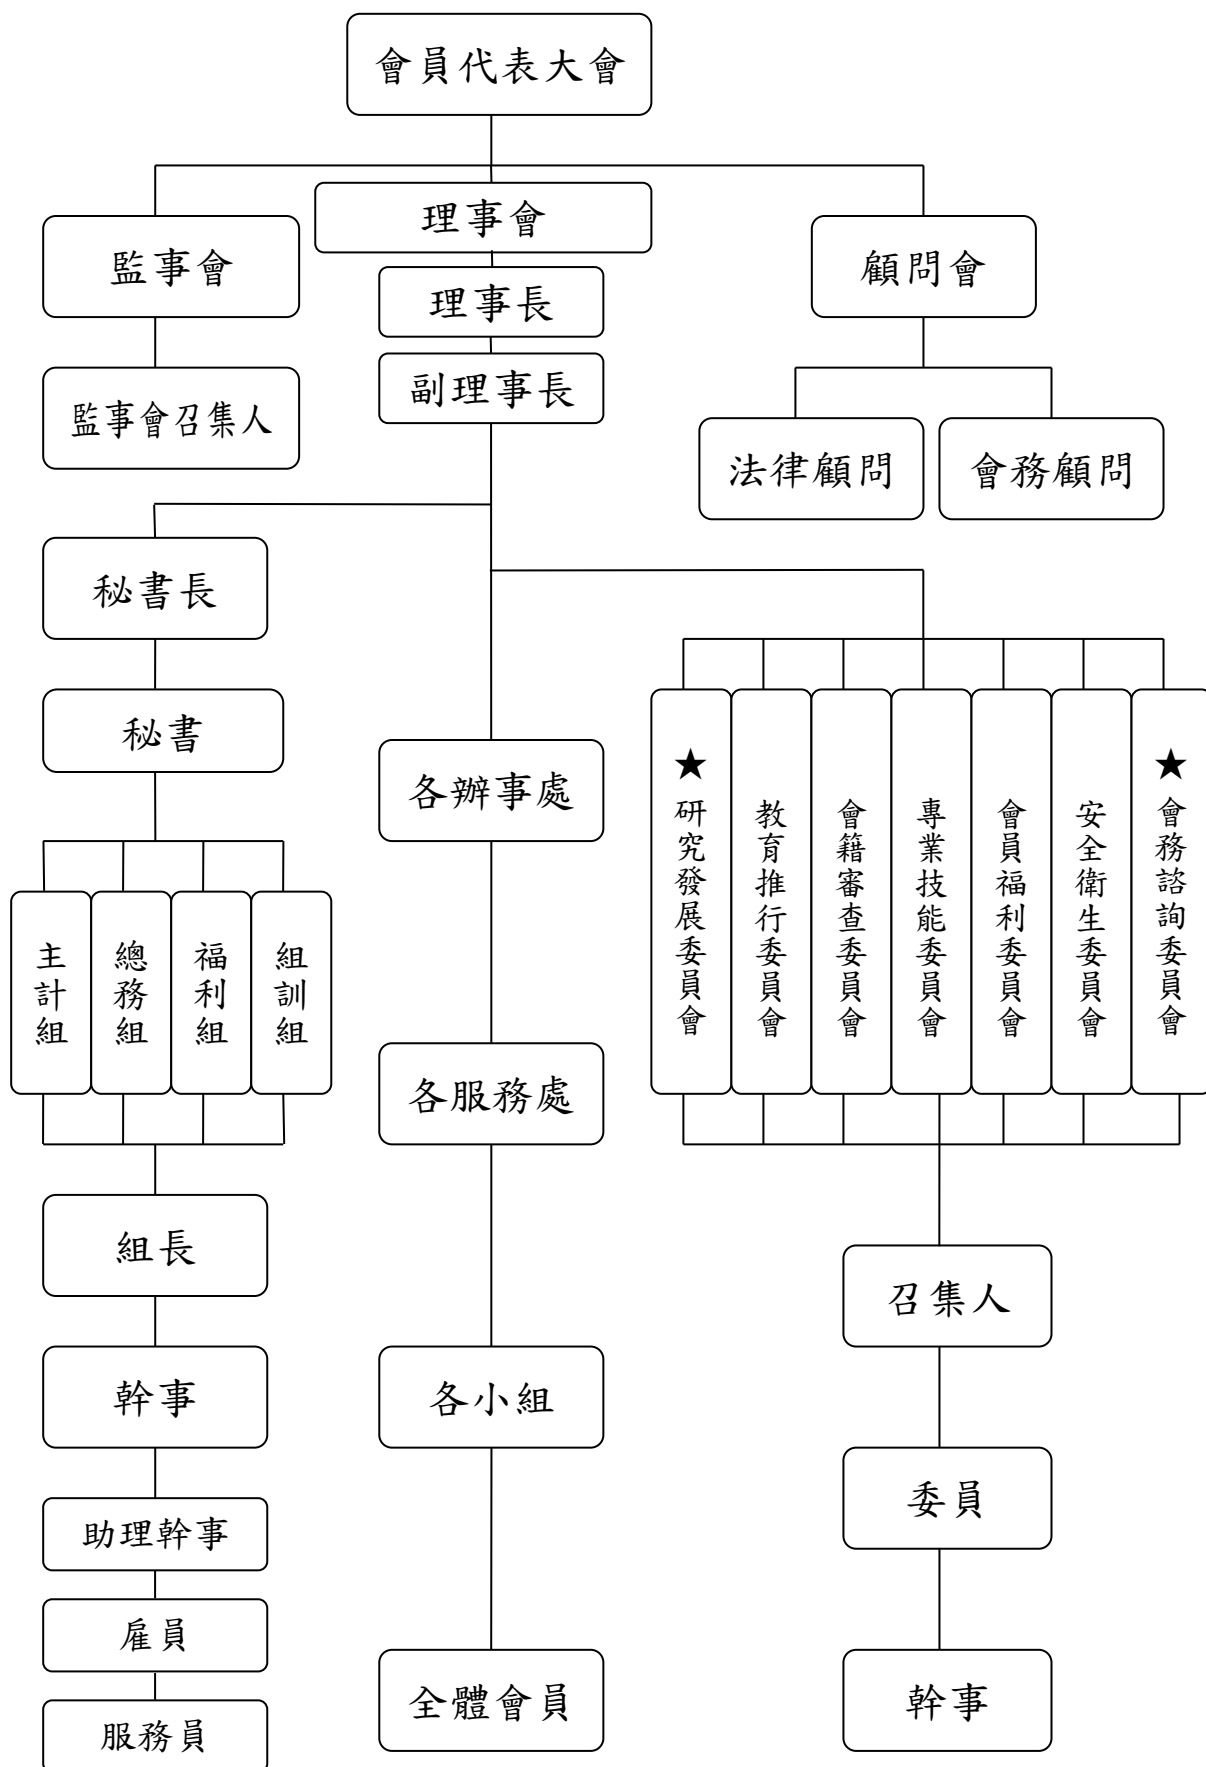 會員代表大會
監事會
理事會
顧問會
理事長
副理事長
監事會召集人
法律顧問
會務顧問
秘書長
秘書
各辦事處
★研究發展委員會
教育推行委員會
會籍審查委員會
專業技能委員會
會員福利委員會
安全衛生委員會
★會務諮詢委員會
主計組
總務組
福利組
組訓組
各服務處
組長
召集人
幹事
各小組
委員
助理幹事
雇員
全體會員
幹事
服務員